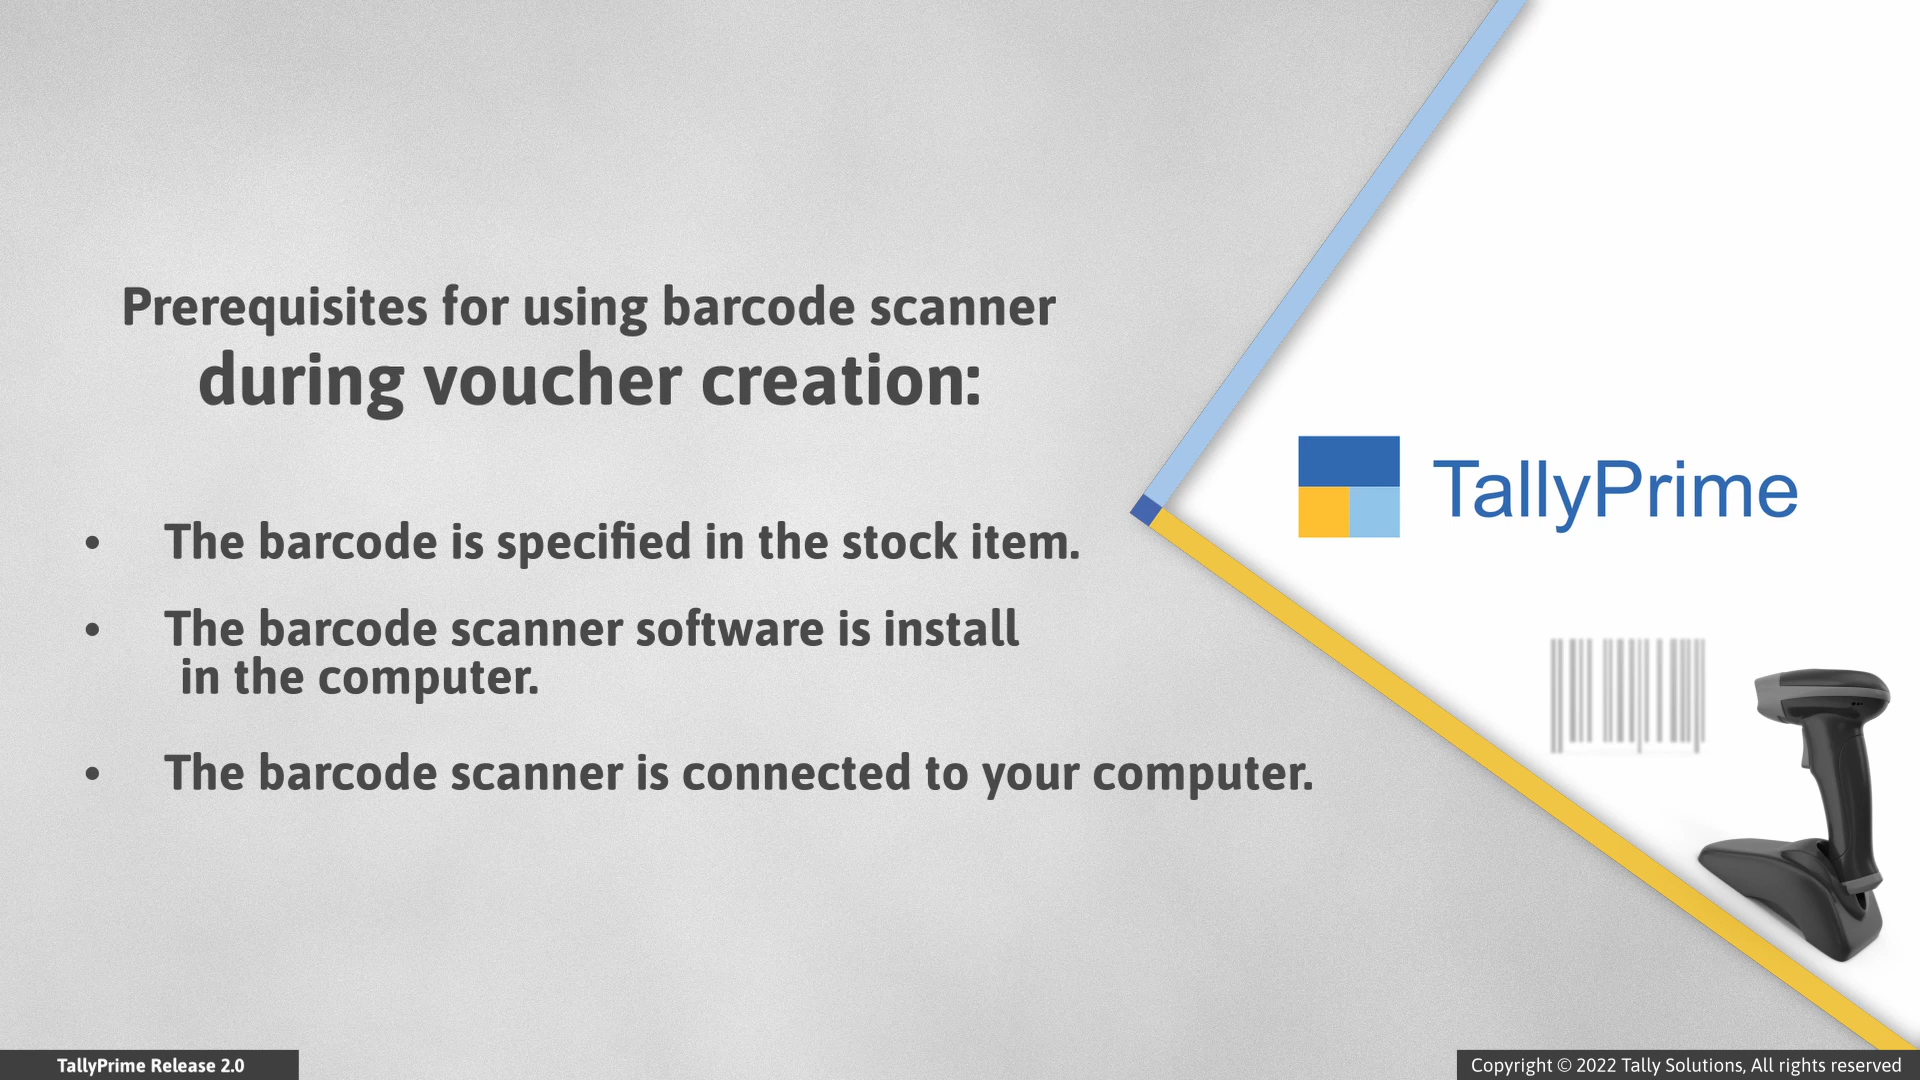 Prerequisites for using barcode scanner
during voucher creation:
• The barcode is specified in the stock item.
• The barcode scanner software is install
in the computer.
• The barcode scanner is connected to your computer.
TallyPrime
TallyPrime Release 2.0
Copyright © 2022 Tally Solutions, All rights reserved